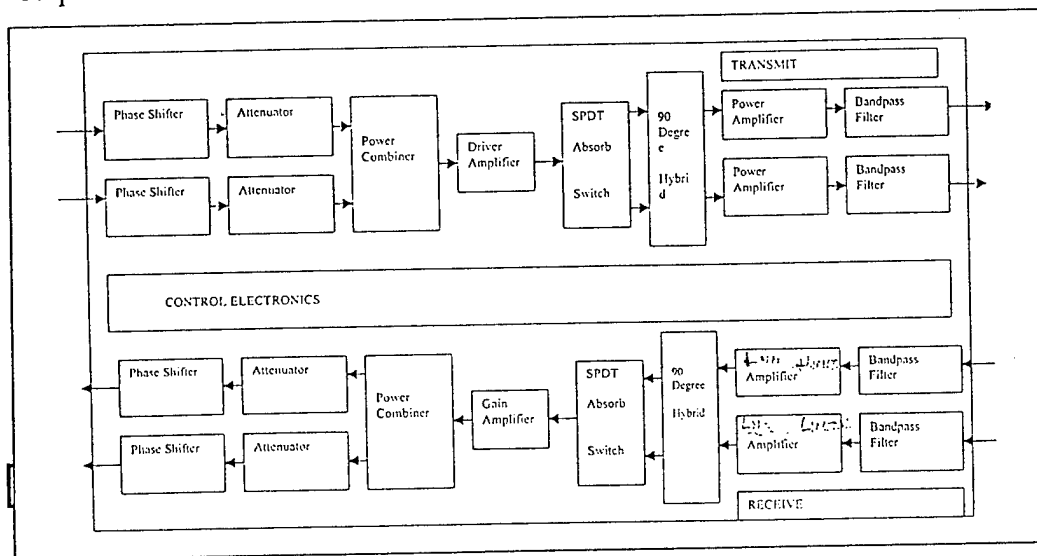 TRANSMIT
Phase Shifter
Attenuator
Power
Combiner
Driver
Amplifier
SPDT
Absorb
Switch
90
Degre
e
Hybri
d
Power
Amplifier
Bandpass
Filter
Phase Shifter
Attenuator
Power
Amplifier
Bandpass
Filter
CONTROL ELECTRONICS
Phase Shifter
Attenuator
Power
Combiner
Gain
Amplifier
SPDT
Absorb
Switch
90
Degree
Hybrid
Amplifier
Bandpass
Filter
Phase Shifter
Attenuator
Amplifier
Bandpass
Filter
RECEIVE